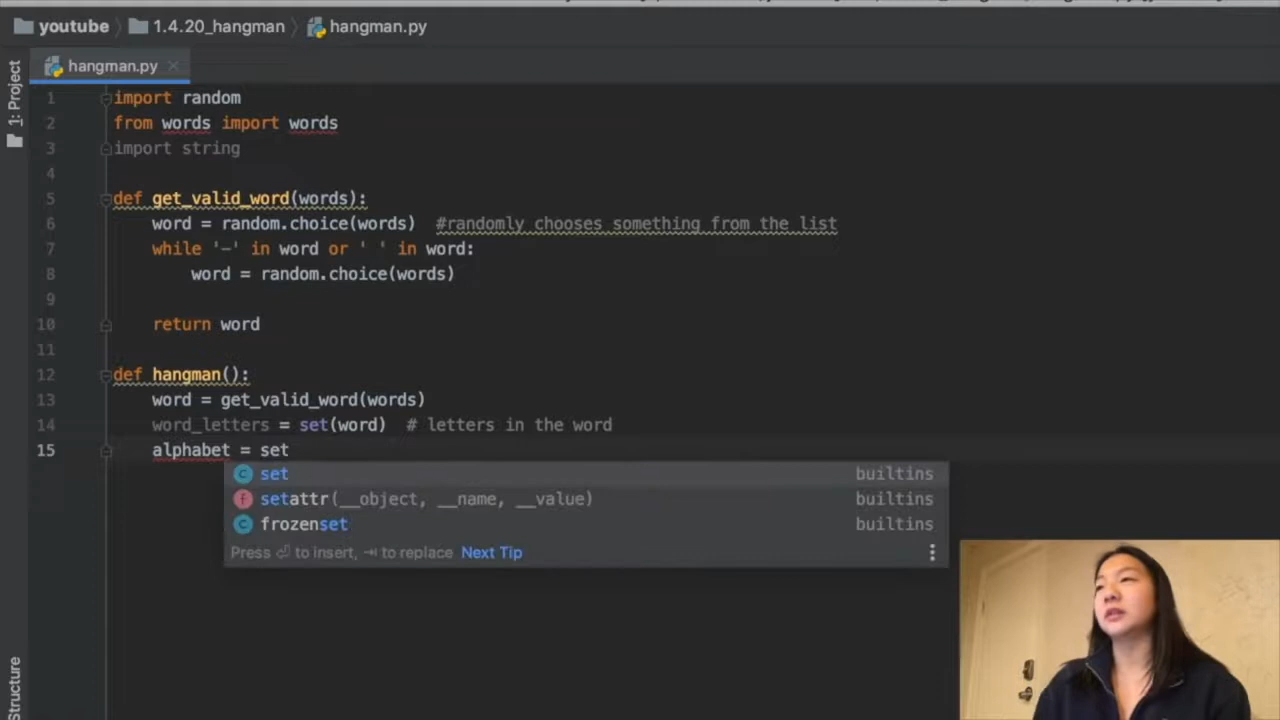 youtube 1.4.20_hangman hangman.py
hangman.py
1: Project
1 import random
2 from words import words
3 import string
4
5 def get_valid_word(words):
6 word = random.choice(words) #randomly chooses something from the list
7 while '-' in word or ' ' in word:
8 word = random.choice(words)
9
10 return word
11
12 def hangman():
13 word = get_valid_word(words)
14 word_letters = set(word) # letters in the word
15 alphabet = set
set builtins
setattr(__object, __name, __value) builtins
frozenset builtins
Press ⏎ to insert, ⇥ to replace Next Tip
Structure